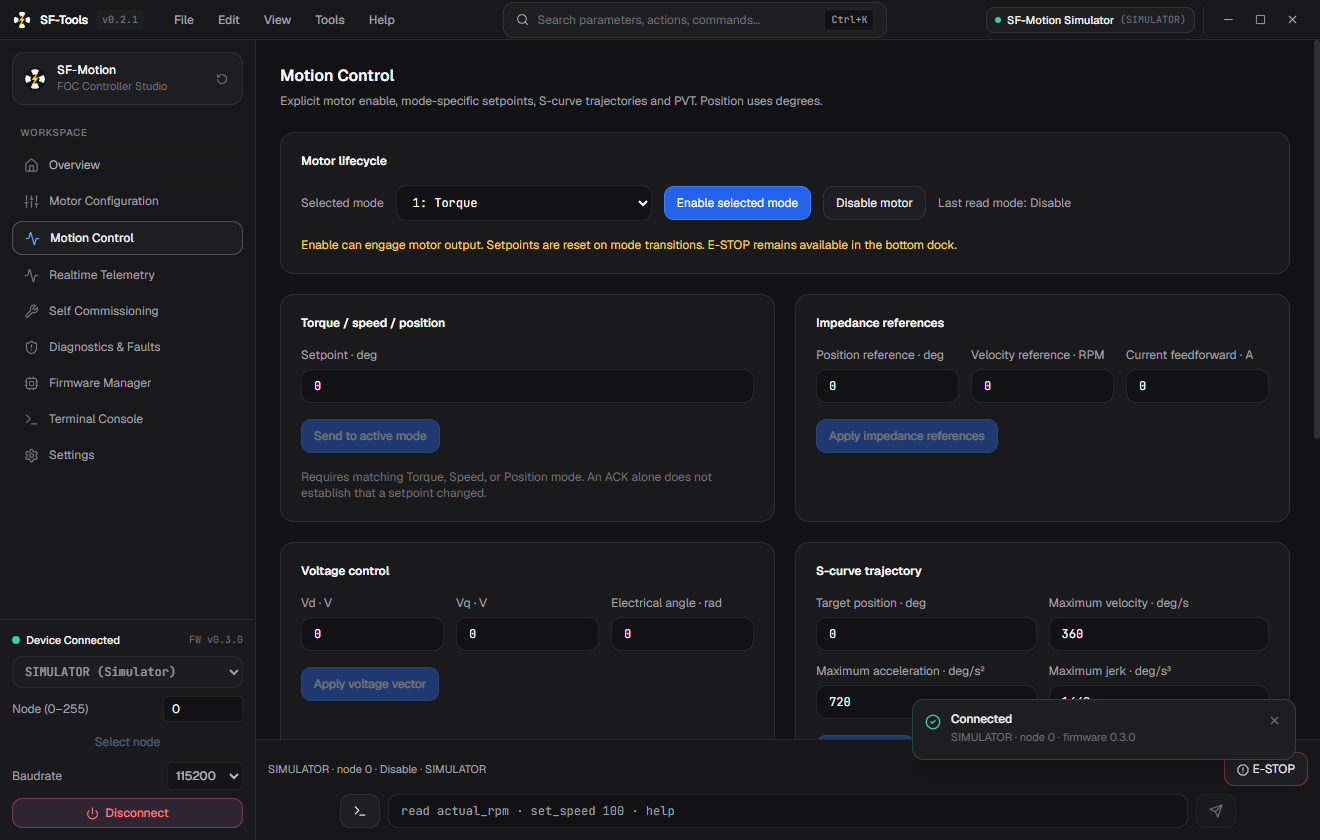 SF-Tools v0.2.1 File Edit View Tools Help Search parameters, actions, commands... Ctrl+K SF-Motion Simulator (SIMULATOR)
SF-Motion
FOC Controller Studio
WORKSPACE
Overview
Motor Configuration
Motion Control
Realtime Telemetry
Self Commissioning
Diagnostics & Faults
Firmware Manager
Terminal Console
Settings
Device Connected FW v0.3.0
SIMULATOR (Simulator)
Node (0–255) 0
Select node
Baudrate 115200
Disconnect
Motion Control
Explicit motor enable, mode-specific setpoints, S-curve trajectories and PVT. Position uses degrees.
Motor lifecycle
Selected mode 1: Torque Enable selected mode Disable motor Last read mode: Disable
Enable can engage motor output. Setpoints are reset on mode transitions. E-STOP remains available in the bottom dock.
Torque / speed / position
Setpoint · deg
0
Send to active mode
Requires matching Torque, Speed, or Position mode. An ACK alone does not
establish that a setpoint changed.
Impedance references
Position reference · deg Velocity reference · RPM Current feedforward · A
0 0 0
Apply impedance references
Voltage control
Vd · V Vq · V Electrical angle · rad
0 0 0
Apply voltage vector
S-curve trajectory
Target position · deg Maximum velocity · deg/s
0 360
Maximum acceleration · deg/s² Maximum jerk · deg/s³
720
Connected
SIMULATOR · node 0 · firmware 0.3.0
SIMULATOR · node 0 · Disable · SIMULATOR
E-STOP
read actual_rpm · set_speed 100 · help